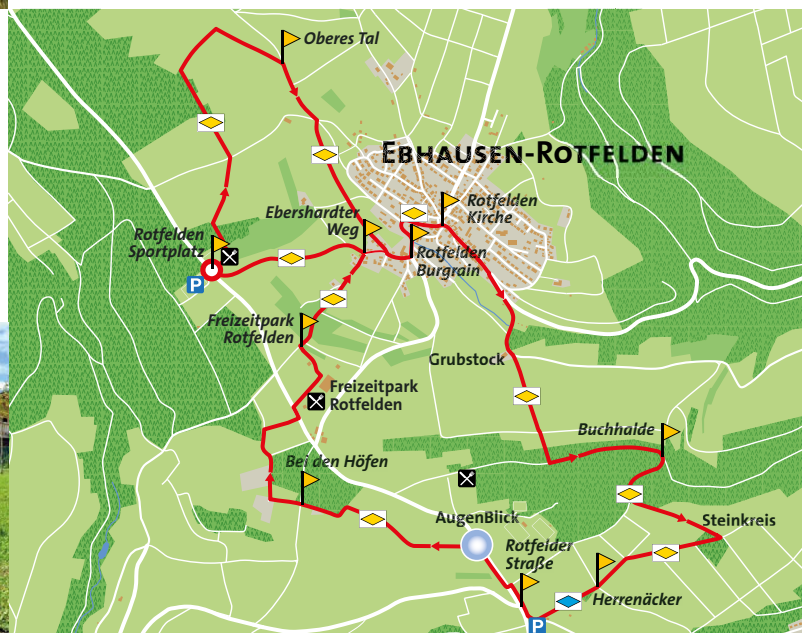 Oberes Tal
EBHAUSEN-ROTFELDEN
Rotfelden
Kirche
Ebershardter
Weg
Rotfelden
Sportplatz
Rotfelden
Burgrain
P
Freizeitpark
Rotfelden
Grubstock
Freizeitpark
Rotfelden
Buchhalde
Bei den Höfen
AugenBlick
Steinkreis
Rotfelder
Straße
Herrenäcker
P